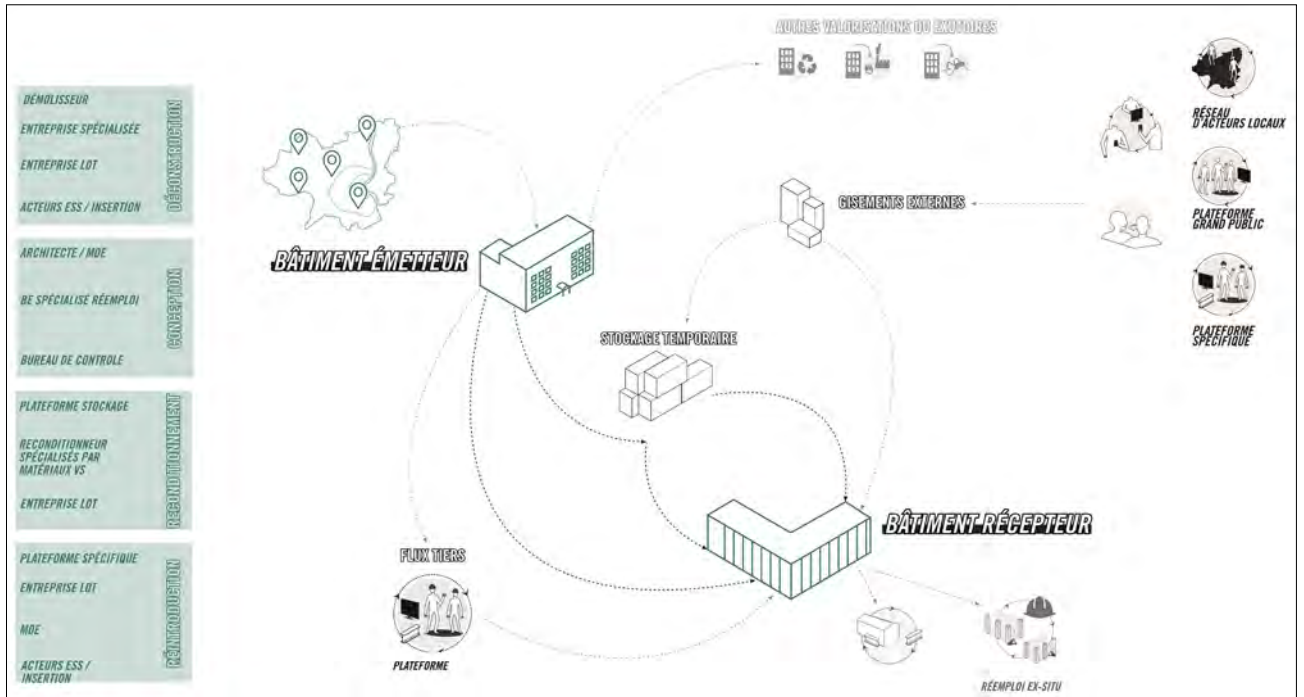 AUTRES VALORISATIONS OU EXUTOIRES
DÉMOLISSEUR
ENTREPRISE SPÉCIALISÉE
ENTREPRISE LOT
ACTEURS ESS / INSERTION
DÉCONSTRUCTION
ARCHITECTE / MOE
BE SPÉCIALISÉ RÉEMPLOI
BUREAU DE CONTROLE
CONCEPTION
PLATEFORME STOCKAGE
RECONDITIONNEUR
SPÉCIALISÉS PAR
MATÉRIAUX VS
ENTREPRISE LOT
RECONDITIONNEMENT
PLATEFORME SPÉCIFIQUE
ENTREPRISE LOT
MOE
ACTEURS ESS /
INSERTION
RÉINTRODUCTION
BÂTIMENT ÉMETTEUR
GISEMENTS EXTERNES
STOCKAGE TEMPORAIRE
RÉSEAU
D'ACTEURS LOCAUX
PLATEFORME
GRAND PUBLIC
PLATEFORME
SPÉCIFIQUE
BÂTIMENT RÉCEPTEUR
FLUX TIERS
PLATEFORME
RÉEMPLOI EX-SITU